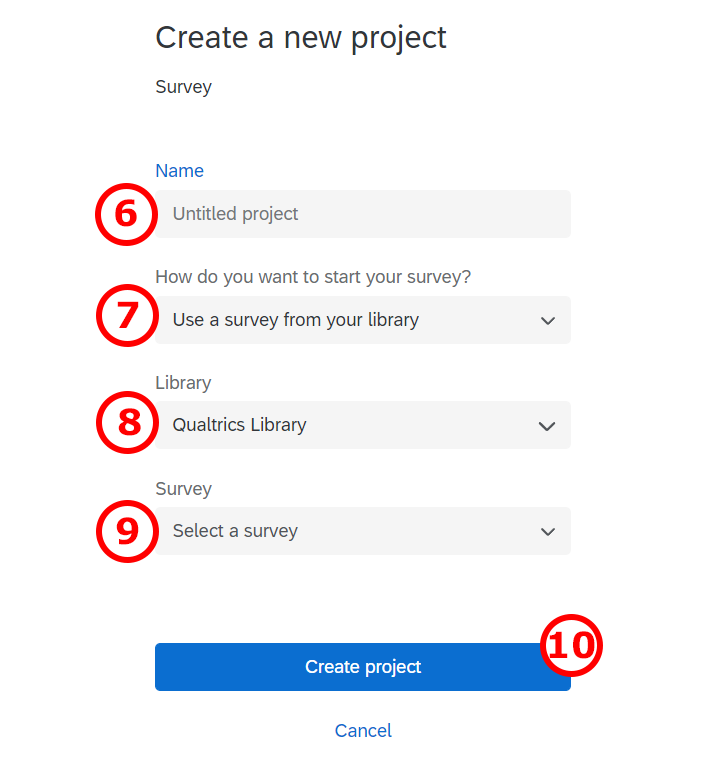 Create a new project
Survey
Name
6
Untitled project
How do you want to start your survey?
7
Use a survey from your library
Library
8
Qualtrics Library
Survey
9
Select a survey
10
Create project
Cancel